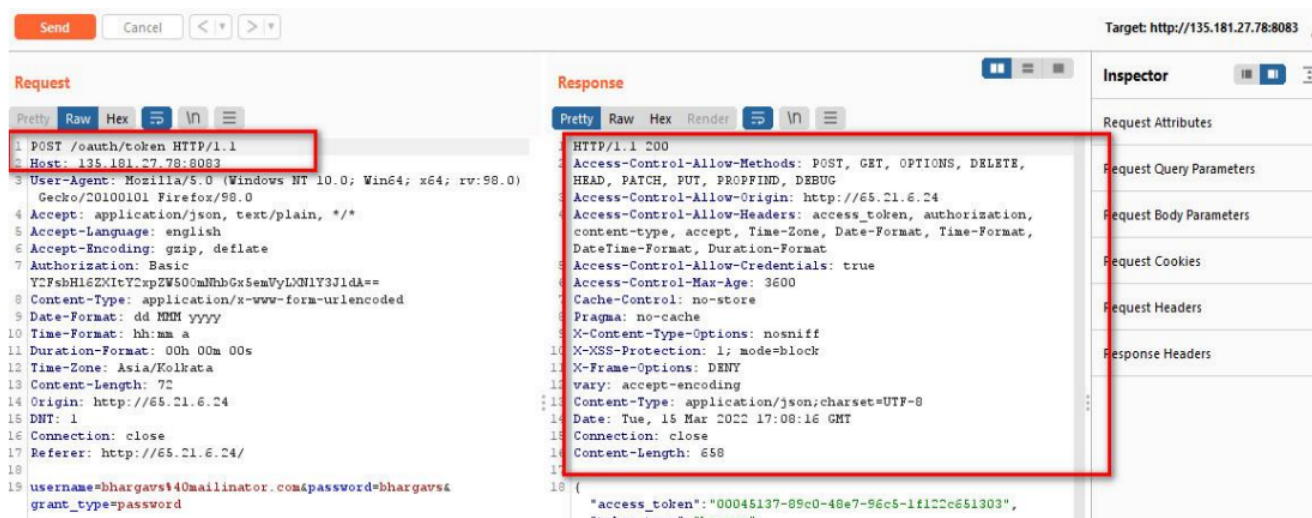 Send Cancel < >
Target: http://135.181.27.78:8083
Request
Pretty Raw Hex \n
1 POST /oauth/token HTTP/1.1
2 Host: 135.181.27.78:8083
3 User-Agent: Mozilla/5.0 (Windows NT 10.0; Win64; x64; rv:98.0)
Gecko/20100101 Firefox/98.0
4 Accept: application/json, text/plain, */*
5 Accept-Language: english
6 Accept-Encoding: gzip, deflate
7 Authorization: Basic
8 Content-Type: application/x-www-form-urlencoded
9 Date-Format: dd MMM yyyy
10 Time-Format: hh:mm a
11 Duration-Format: 00h 00m 00s
12 Time-Zone: Asia/Kolkata
13 Content-Length: 72
14 Origin: http://65.21.6.24
15 DNT: 1
16 Connection: close
17 Referer: http://65.21.6.24/
18
19 username=bhargavs%40mailinator.com&password=bhargavs&
grant_type=password
Response
Pretty Raw Hex Render \n
1 HTTP/1.1 200
2 Access-Control-Allow-Methods: POST, GET, OPTIONS, DELETE,
HEAD, PATCH, PUT, PROPFIND, DEBUG
3 Access-Control-Allow-Origin: http://65.21.6.24
4 Access-Control-Allow-Headers: access_token, authorization,
content-type, accept, Time-Zone, Date-Format, Time-Format,
DateTime-Format, Duration-Format
5 Access-Control-Allow-Credentials: true
6 Access-Control-Max-Age: 3600
7 Cache-Control: no-store
8 Pragma: no-cache
9 X-Content-Type-Options: nosniff
10 X-XSS-Protection: 1; mode=block
11 X-Frame-Options: DENY
12 vary: accept-encoding
13 Content-Type: application/json;charset=UTF-8
14 Date: Tue, 15 Mar 2022 17:08:16 GMT
15 Connection: close
16 Content-Length: 658
17
18 {
"access_token":"00045137-89c0-48e7-96c5-1f122c651303",
Inspector
Request Attributes
Request Query Parameters
Request Body Parameters
Request Cookies
Request Headers
Response Headers